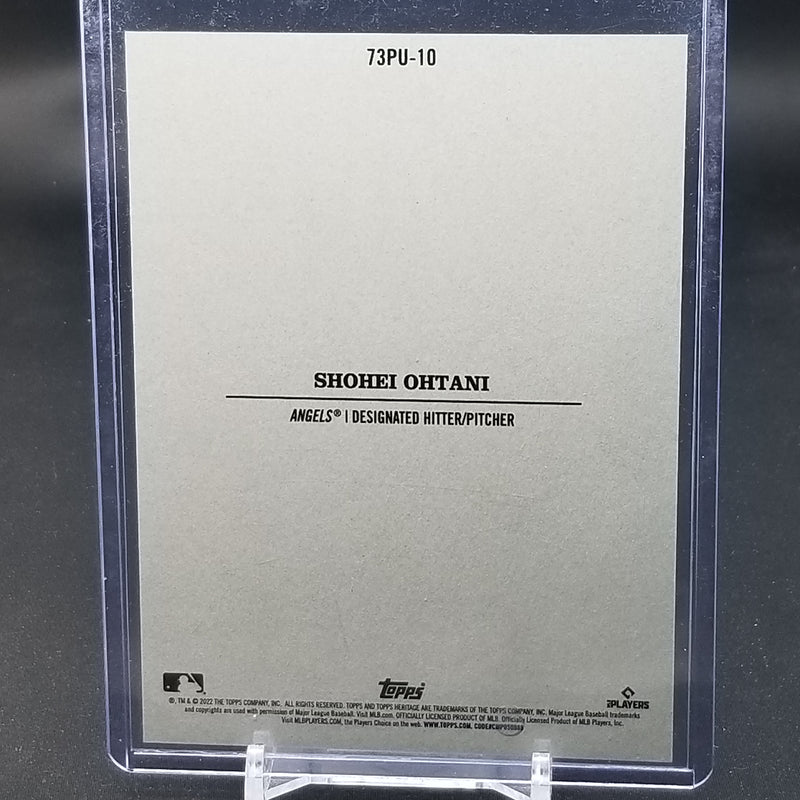 73PU-10
SHOHEI OHTANI
ANGELS® | DESIGNATED HITTER/PITCHER
topps
PLAYERS
®, TM & © 2022 THE TOPPS COMPANY, INC. ALL RIGHTS RESERVED. TOPPS AND TOPPS HERITAGE ARE TRADEMARKS OF THE TOPPS COMPANY, INC. Major League Baseball trademarks
and copyrights are used with permission of Major League Baseball. Visit MLB.com. OFFICIALLY LICENSED PRODUCT OF MLB. Officially Licensed Product of MLB Players, Inc.
Visit MLBPLAYERS.COM, the Players Choice on the web. WWW.TOPPS.COM.